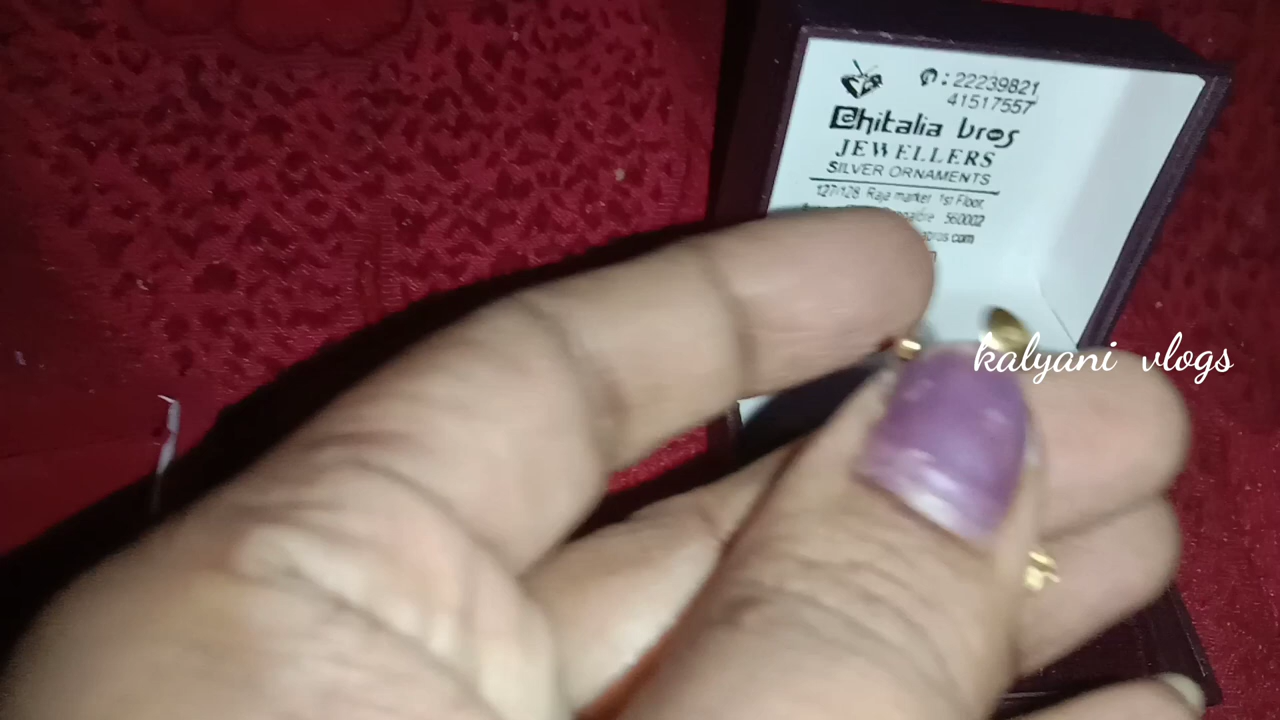 : 22239821
41517557
Chitalia bros
JEWELLERS
SILVER ORNAMENTS
127/128 Raja market 1st Floor,
560002
kalyani vlogs